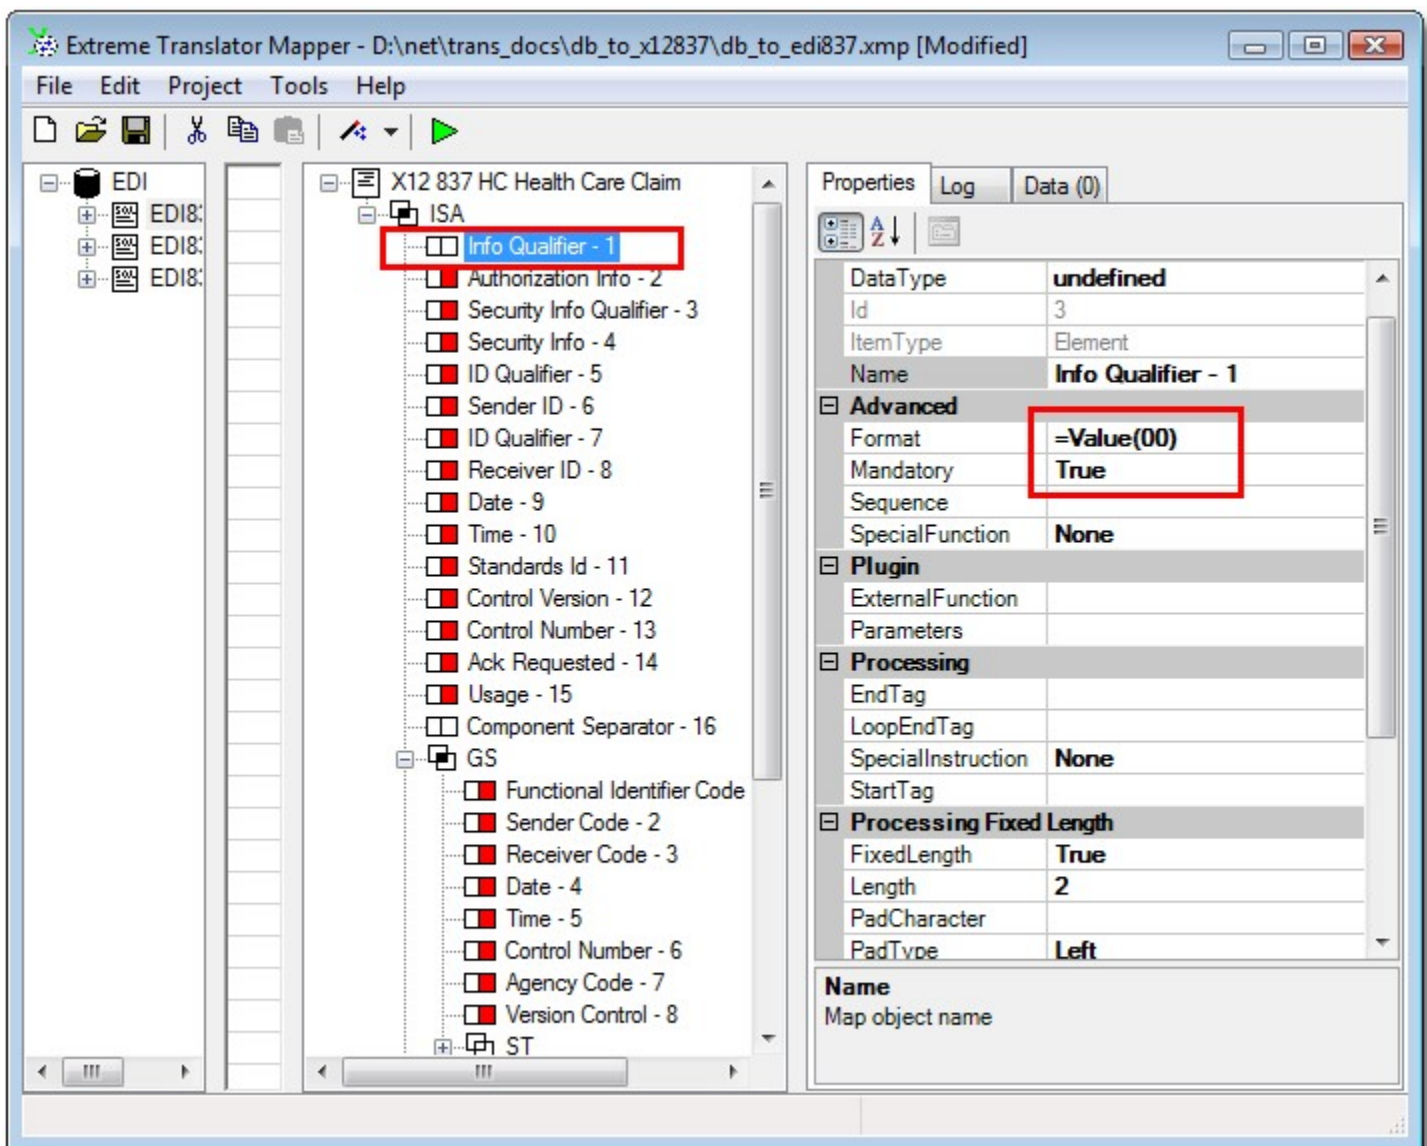 Extreme Translator Mapper - D:\net\trans_docs\db_to_x12837\db_to_edi837.xmp [Modified]
File Edit Project Tools Help
EDI
EDI8
EDI8
EDI8
X12 837 HC Health Care Claim
ISA
Info Qualifier - 1
Authorization Info - 2
Security Info Qualifier - 3
Security Info - 4
ID Qualifier - 5
Sender ID - 6
ID Qualifier - 7
Receiver ID - 8
Date - 9
Time - 10
Standards Id - 11
Control Version - 12
Control Number - 13
Ack Requested - 14
Usage - 15
Component Separator - 16
GS
Functional Identifier Code
Sender Code - 2
Receiver Code - 3
Date - 4
Time - 5
Control Number - 6
Agency Code - 7
Version Control - 8
ST
Properties Log Data (0)
DataType undefined
Id 3
ItemType Element
Name Info Qualifier - 1
Advanced
Format =Value(00)
Mandatory True
Sequence
SpecialFunction None
Plugin
ExternalFunction
Parameters
Processing
EndTag
LoopEndTag
SpecialInstruction None
StartTag
Processing Fixed Length
FixedLength True
Length 2
PadCharacter
PadType Left
Name
Map object name